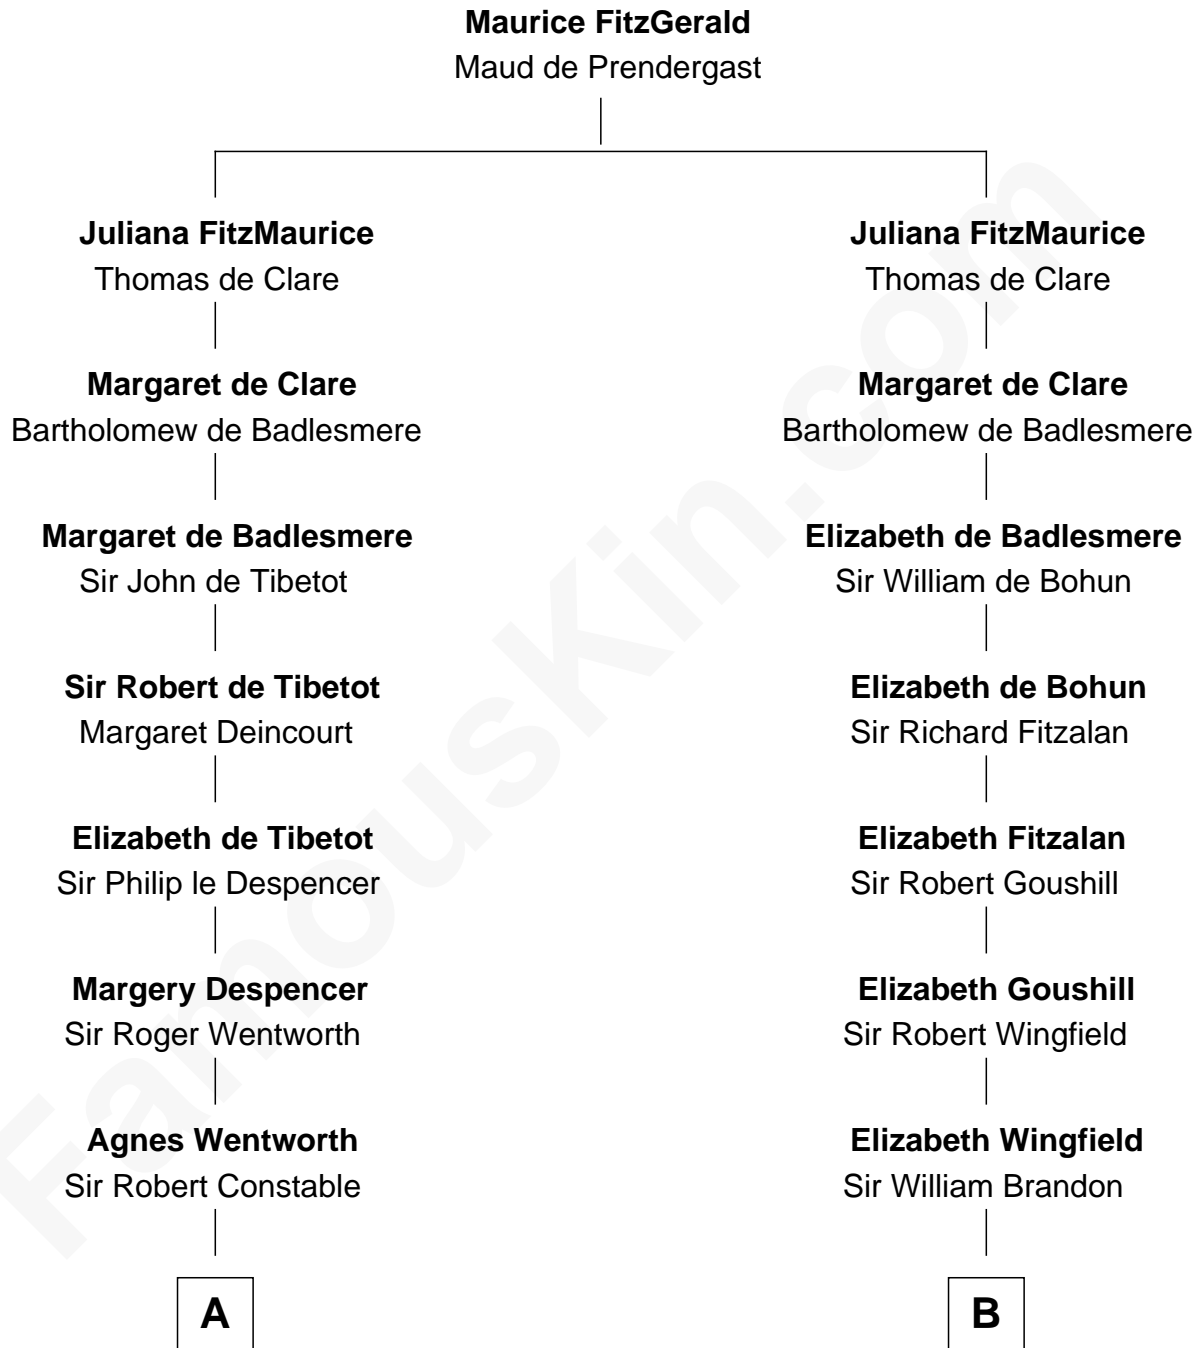 Maurice FitzGerald
Maud de Prendergast
Juliana FitzMaurice
Thomas de Clare
Juliana FitzMaurice
Thomas de Clare
Margaret de Clare
Bartholomew de Badlesmere
Margaret de Clare
Bartholomew de Badlesmere
Margaret de Badlesmere
Sir John de Tibetot
Elizabeth de Badlesmere
Sir William de Bohun
Sir Robert de Tibetot
Margaret Deincourt
Elizabeth de Bohun
Sir Richard Fitzalan
Elizabeth de Tibetot
Sir Philip le Despencer
Elizabeth Fitzalan
Sir Robert Goushill
Margery Despencer
Sir Roger Wentworth
Elizabeth Goushill
Sir Robert Wingfield
Agnes Wentworth
Sir Robert Constable
Elizabeth Wingfield
Sir William Brandon
A
B
FamousKin.com